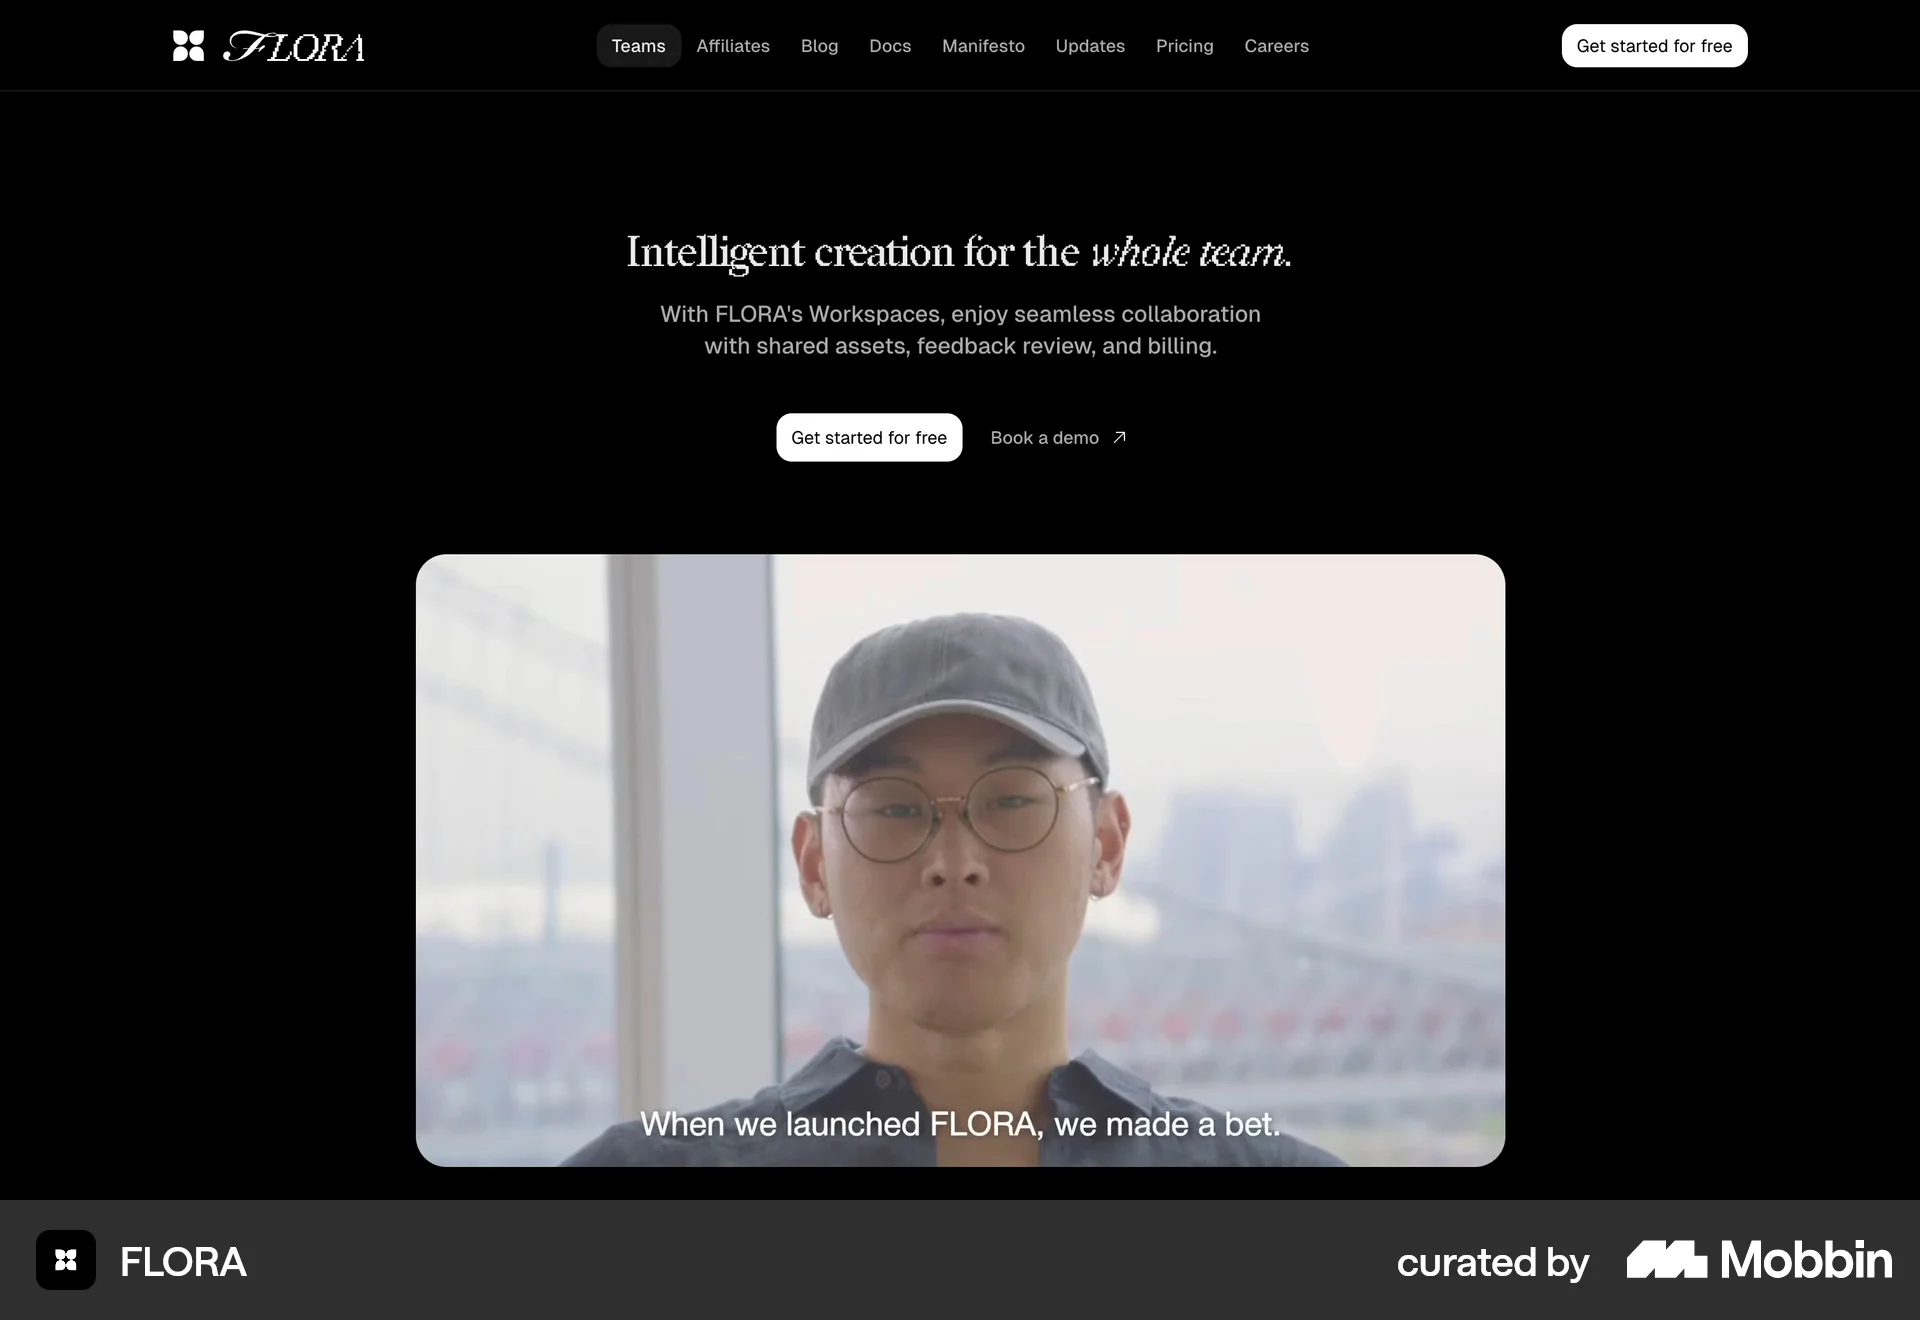 FLORA
Teams
Affiliates
Blog
Docs
Manifesto
Updates
Pricing
Careers
Get started for free
Intelligent creation for the whole team.
With FLORA's Workspaces, enjoy seamless collaboration
with shared assets, feedback review, and billing.
Get started for free
Book a demo
When we launched FLORA, we made a bet.
FLORA
curated by
Mobbin